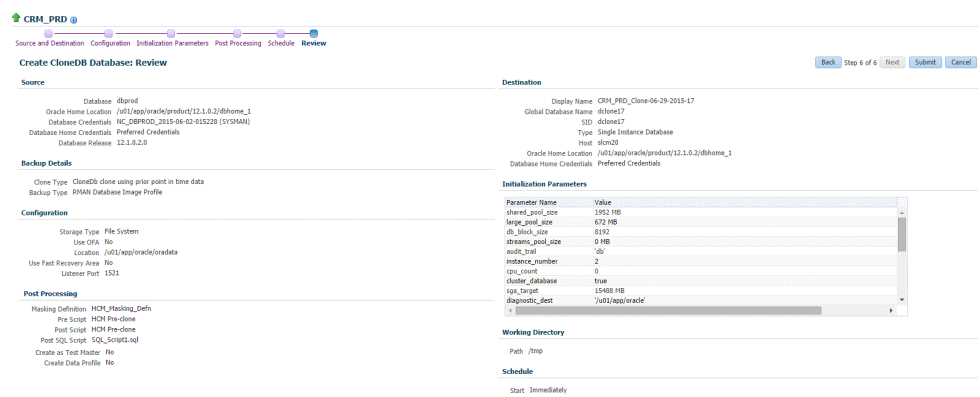 CRM_PRD
Source and Destination Configuration Initialization Parameters Post Processing Schedule Review
Create CloneDB Database: Review
Back Step 6 of 6 Next Submit Cancel
Source
Database dbprod
Oracle Home Location /u01/app/oracle/product/12.1.0.2/dbhome_1
Database Credentials NC_DBPROD_2015-06-02-015228 (SYSMAN)
Database Home Credentials Preferred Credentials
Database Release 12.1.0.2.0
Backup Details
Clone Type CloneDb clone using prior point in time data
Backup Type RMAN Database Image Profile
Configuration
Storage Type File System
Use OFA No
Location /u01/app/oracle/oradata
Use Fast Recovery Area No
Listener Port 1521
Post Processing
Masking Definition HCM_Masking_Defn
Pre Script HCM Pre-clone
Post Script HCM Pre-clone
Post SQL Script SQL_Script1.sql
Create as Test Master No
Create Data Profile No
Destination
Display Name CRM_PRD_Clone-06-29-2015-17
Global Database Name dclone17
SID dclone17
Type Single Instance Database
Host slcm20
Oracle Home Location /u01/app/oracle/product/12.1.0.2/dbhome_1
Database Home Credentials Preferred Credentials
Initialization Parameters
Parameter Name Value
shared_pool_size 1952 MB
large_pool_size 672 MB
db_block_size 8192
streams_pool_size 0 MB
audit_trail 'db'
instance_number 2
cpu_count 0
cluster_database true
sga_target 15488 MB
diagnostic_dest '/u01/app/oracle'
Working Directory
Path /tmp
Schedule
Start Immediately